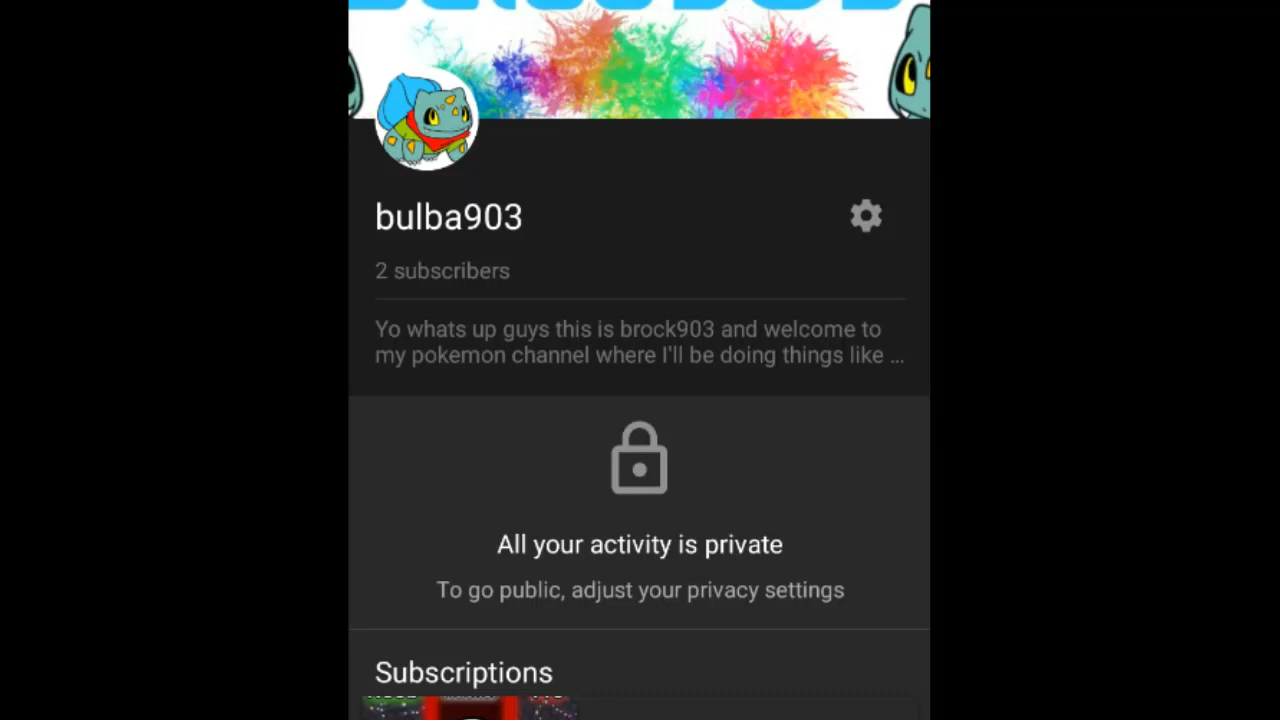 bulba903
2 subscribers
Yo whats up guys this is brock903 and welcome to
my pokemon channel where I'll be doing things like ...
All your activity is private
To go public, adjust your privacy settings
Subscriptions